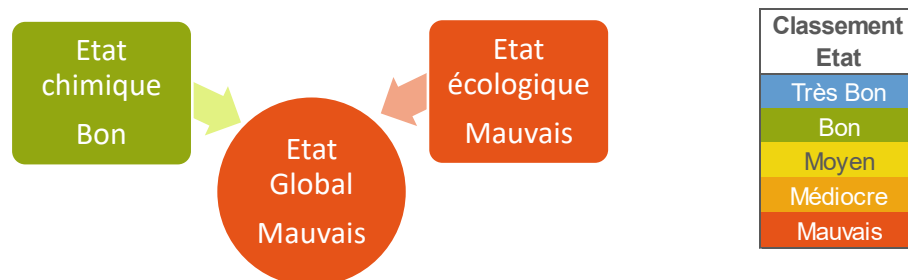 Etat
chimique
Bon
Etat
écologique
Mauvais
Etat
Global
Mauvais
Classement
Etat
Très Bon
Bon
Moyen
Médiocre
Mauvais